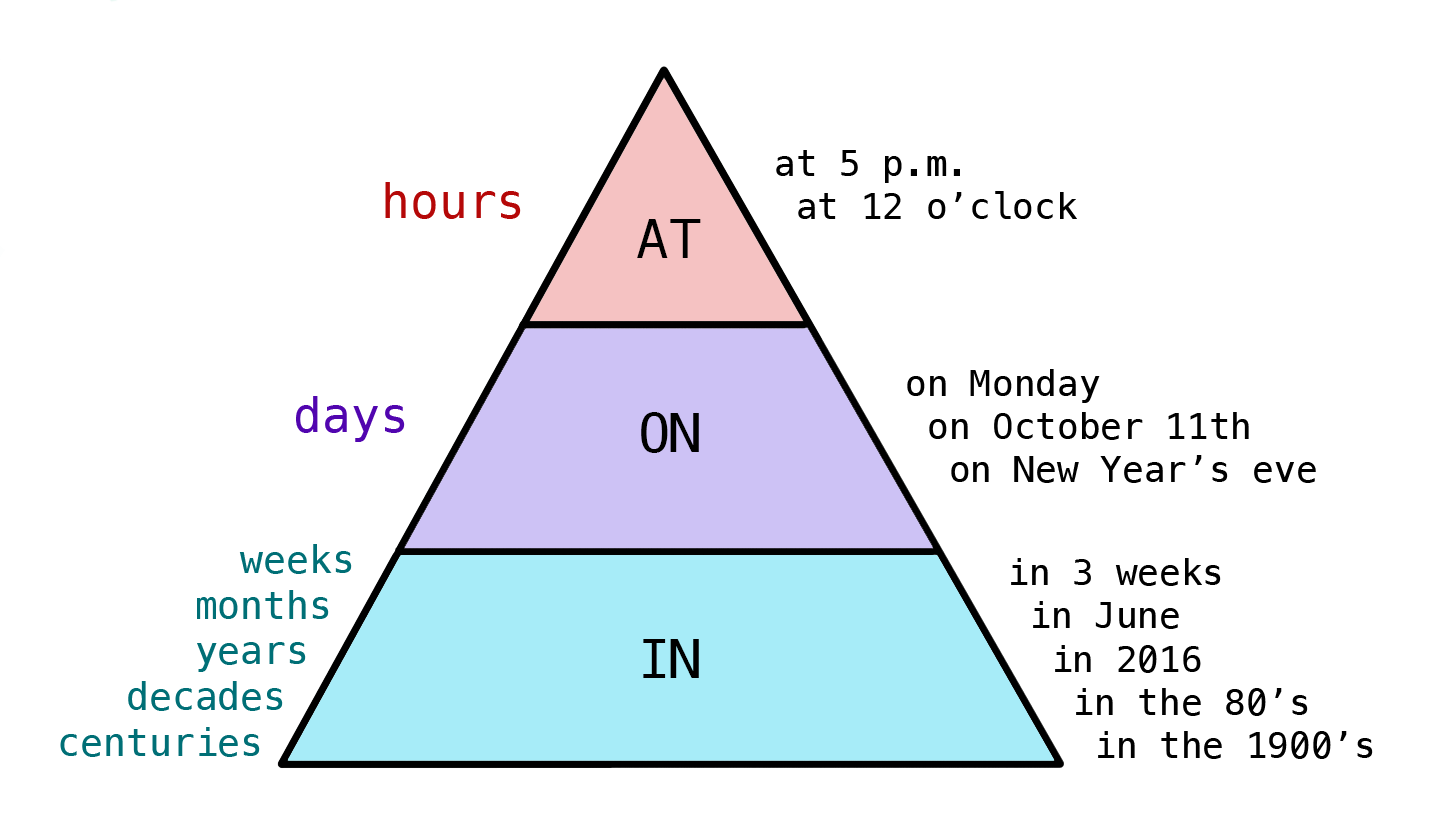 at 5 p.m.
hours
at 12 o’clock
AT
on Monday
days
on October 11th
ON
on New Year’s eve
weeks
in 3 weeks
months
in June
years
IN
in 2016
decades
in the 80’s
centuries
in the 1900’s